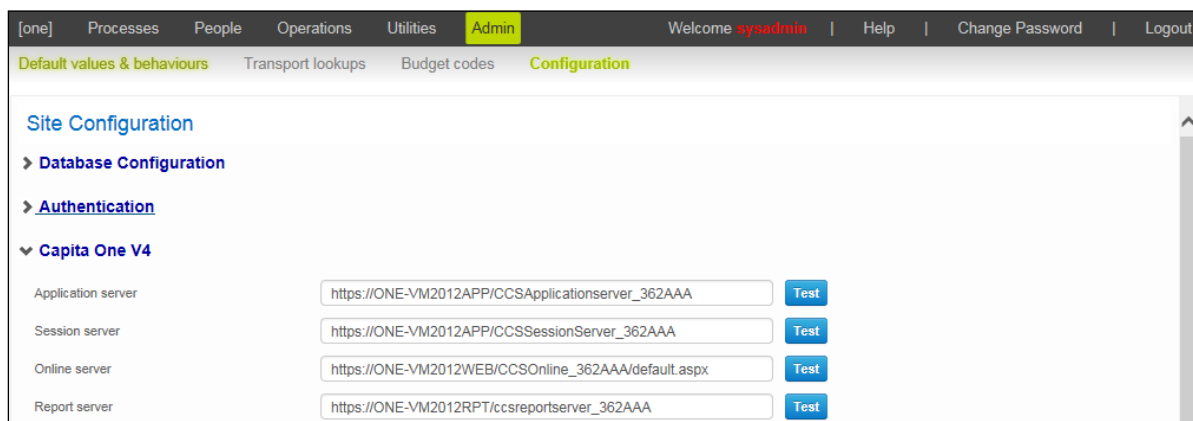 [one] Processes People Operations Utilities Admin Welcome sysadmin | Help | Change Password | Logout
Default values & behaviours Transport lookups Budget codes Configuration
Site Configuration
Database Configuration
Authentication
Capita One V4
Application server https://ONE-VM2012APP/CCSApplicationserver_362AAA Test
Session server https://ONE-VM2012APP/CCSSessionServer_362AAA Test
Online server https://ONE-VM2012WEB/CCSOnline_362AAA/default.aspx Test
Report server https://ONE-VM2012RPT/ccsreportserver_362AAA Test